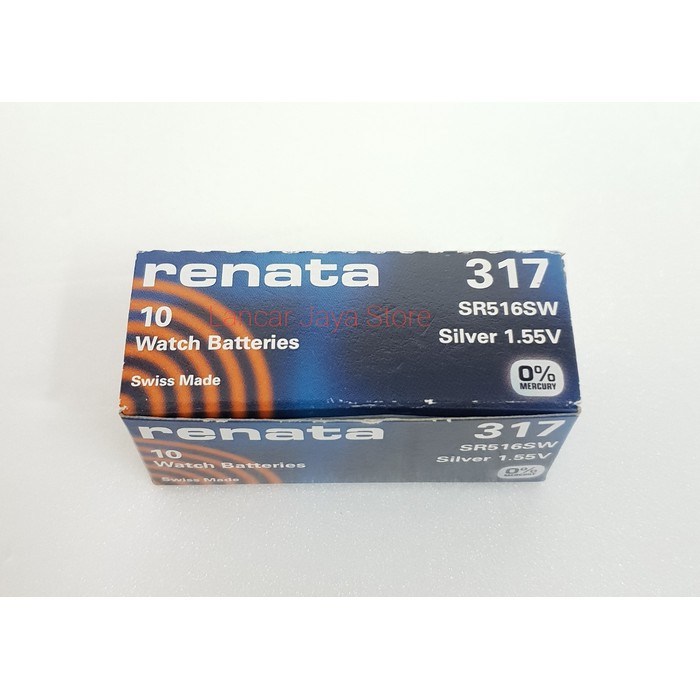 renata 317
10 SR516SW
Watch Batteries Silver 1.55V
Swiss Made 0%
MERCURY
Lancar Jaya Store
renata 317
10 SR516SW
Watch Batteries Silver 1.55V
Swiss Made 0%
MERCURY